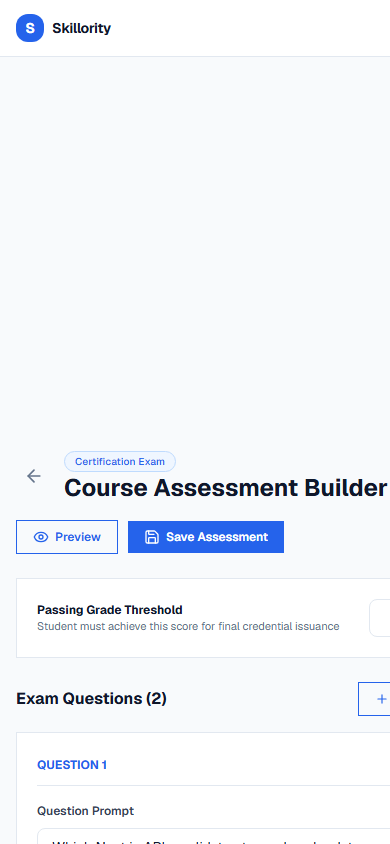 S Skillority
Certification Exam
Course Assessment Builder
Preview
Save Assessment
Passing Grade Threshold
Student must achieve this score for final credential issuance
Exam Questions (2)
+
QUESTION 1
Question Prompt